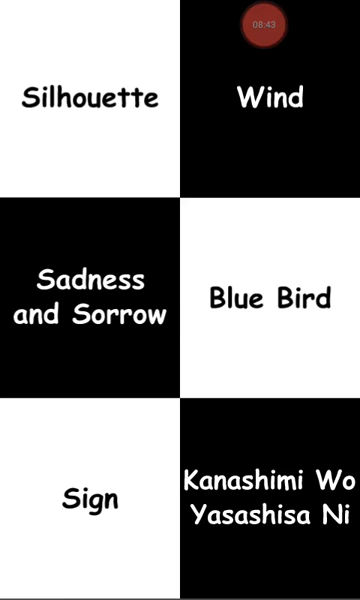 08:43
Silhouette
Wind
Sadness
and Sorrow
Blue Bird
Sign
Kanashimi Wo
Yasashisa Ni